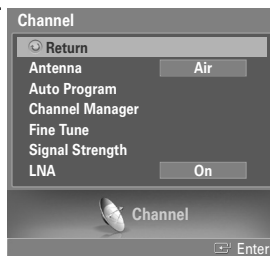 Channel
Return
Antenna Air
Auto Program
Channel Manager
Fine Tune
Signal Strength
LNA On
Channel
Enter